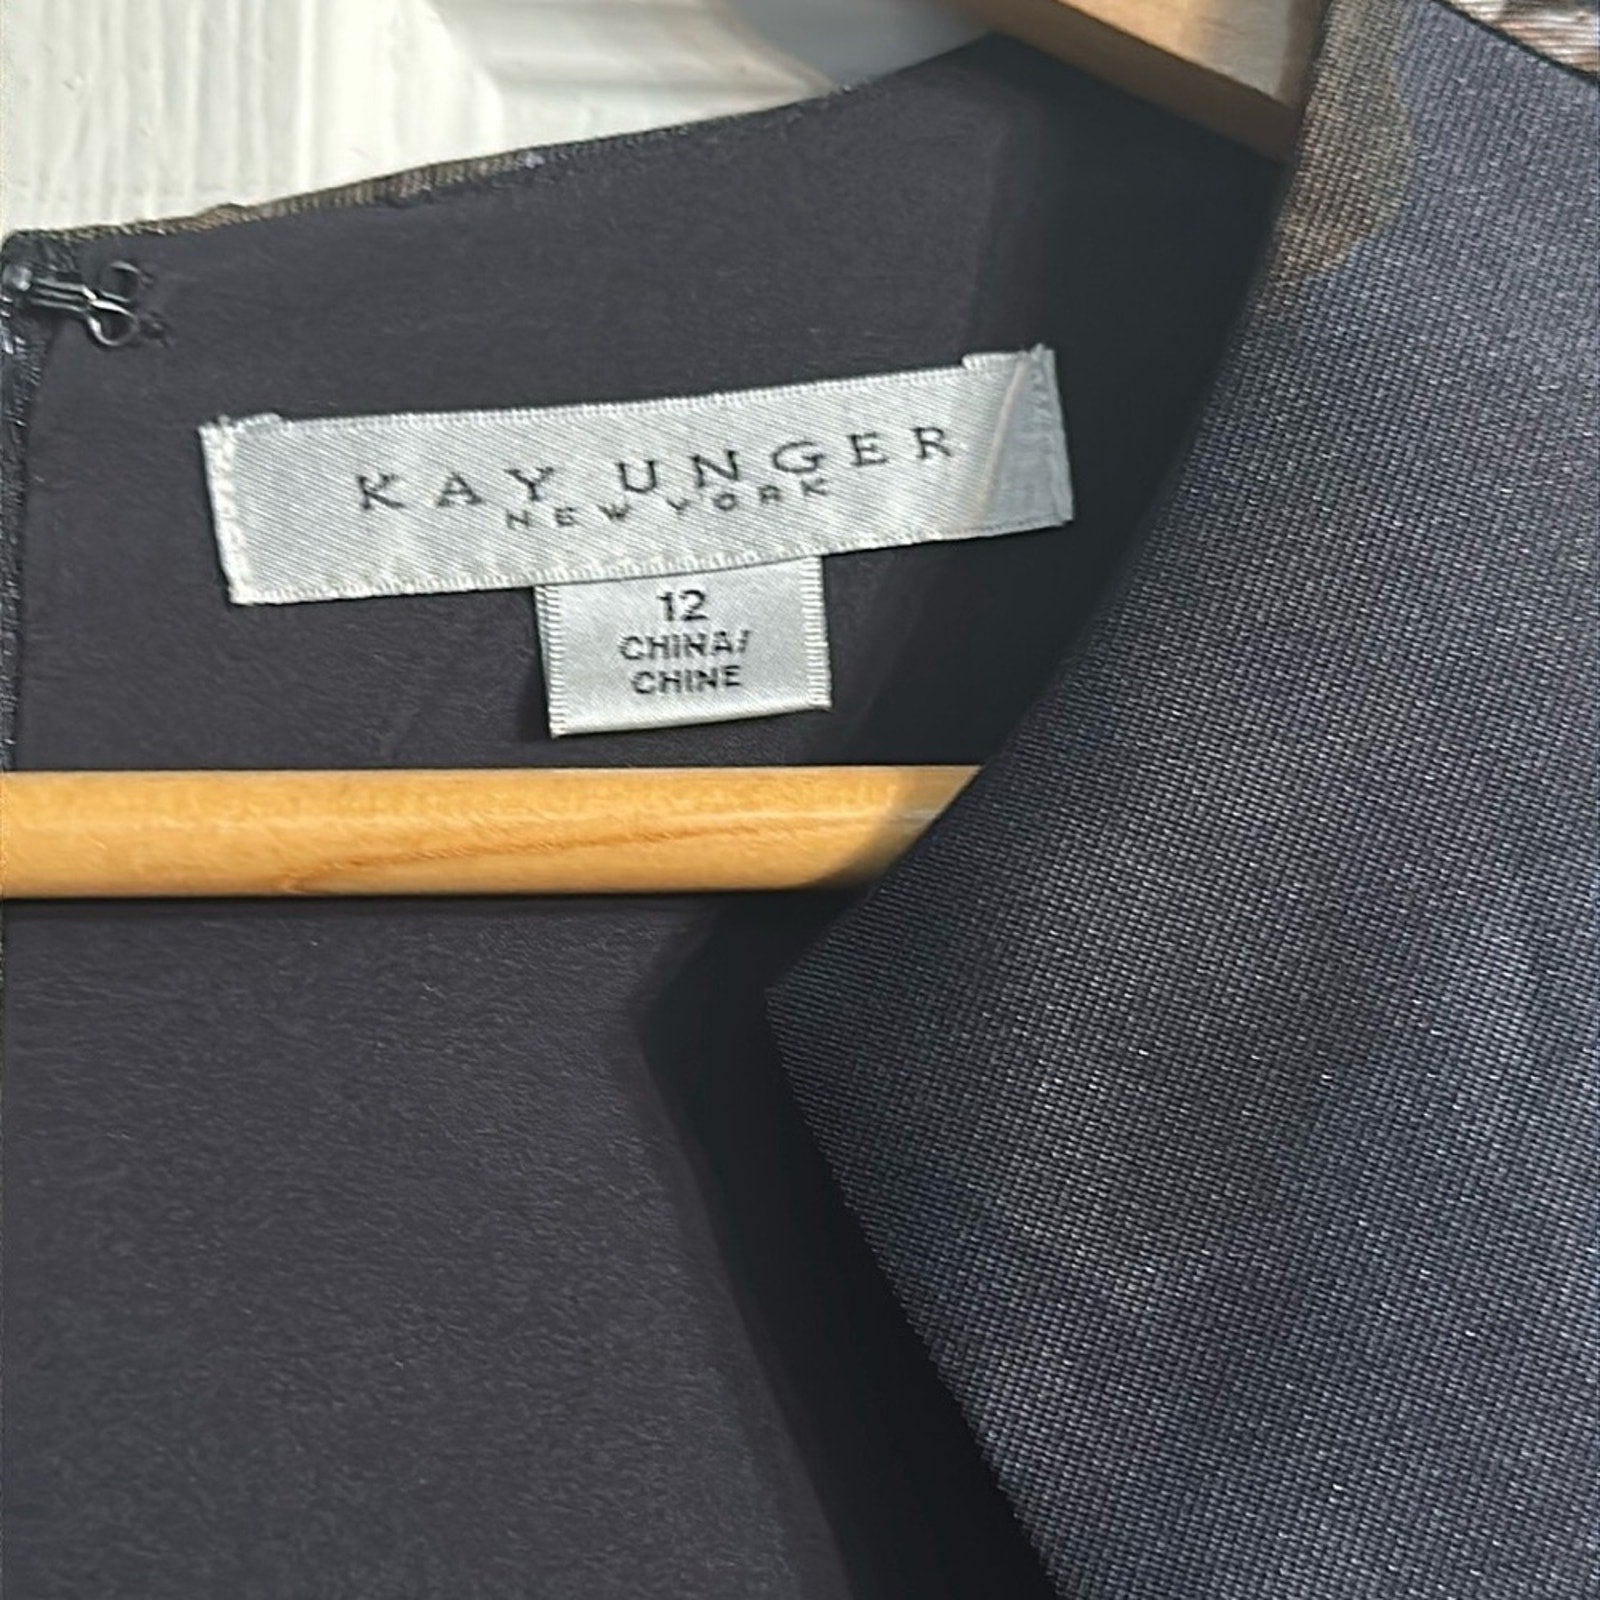 KAY UNGER
NEW YORK
12
CHINA/
CHINE